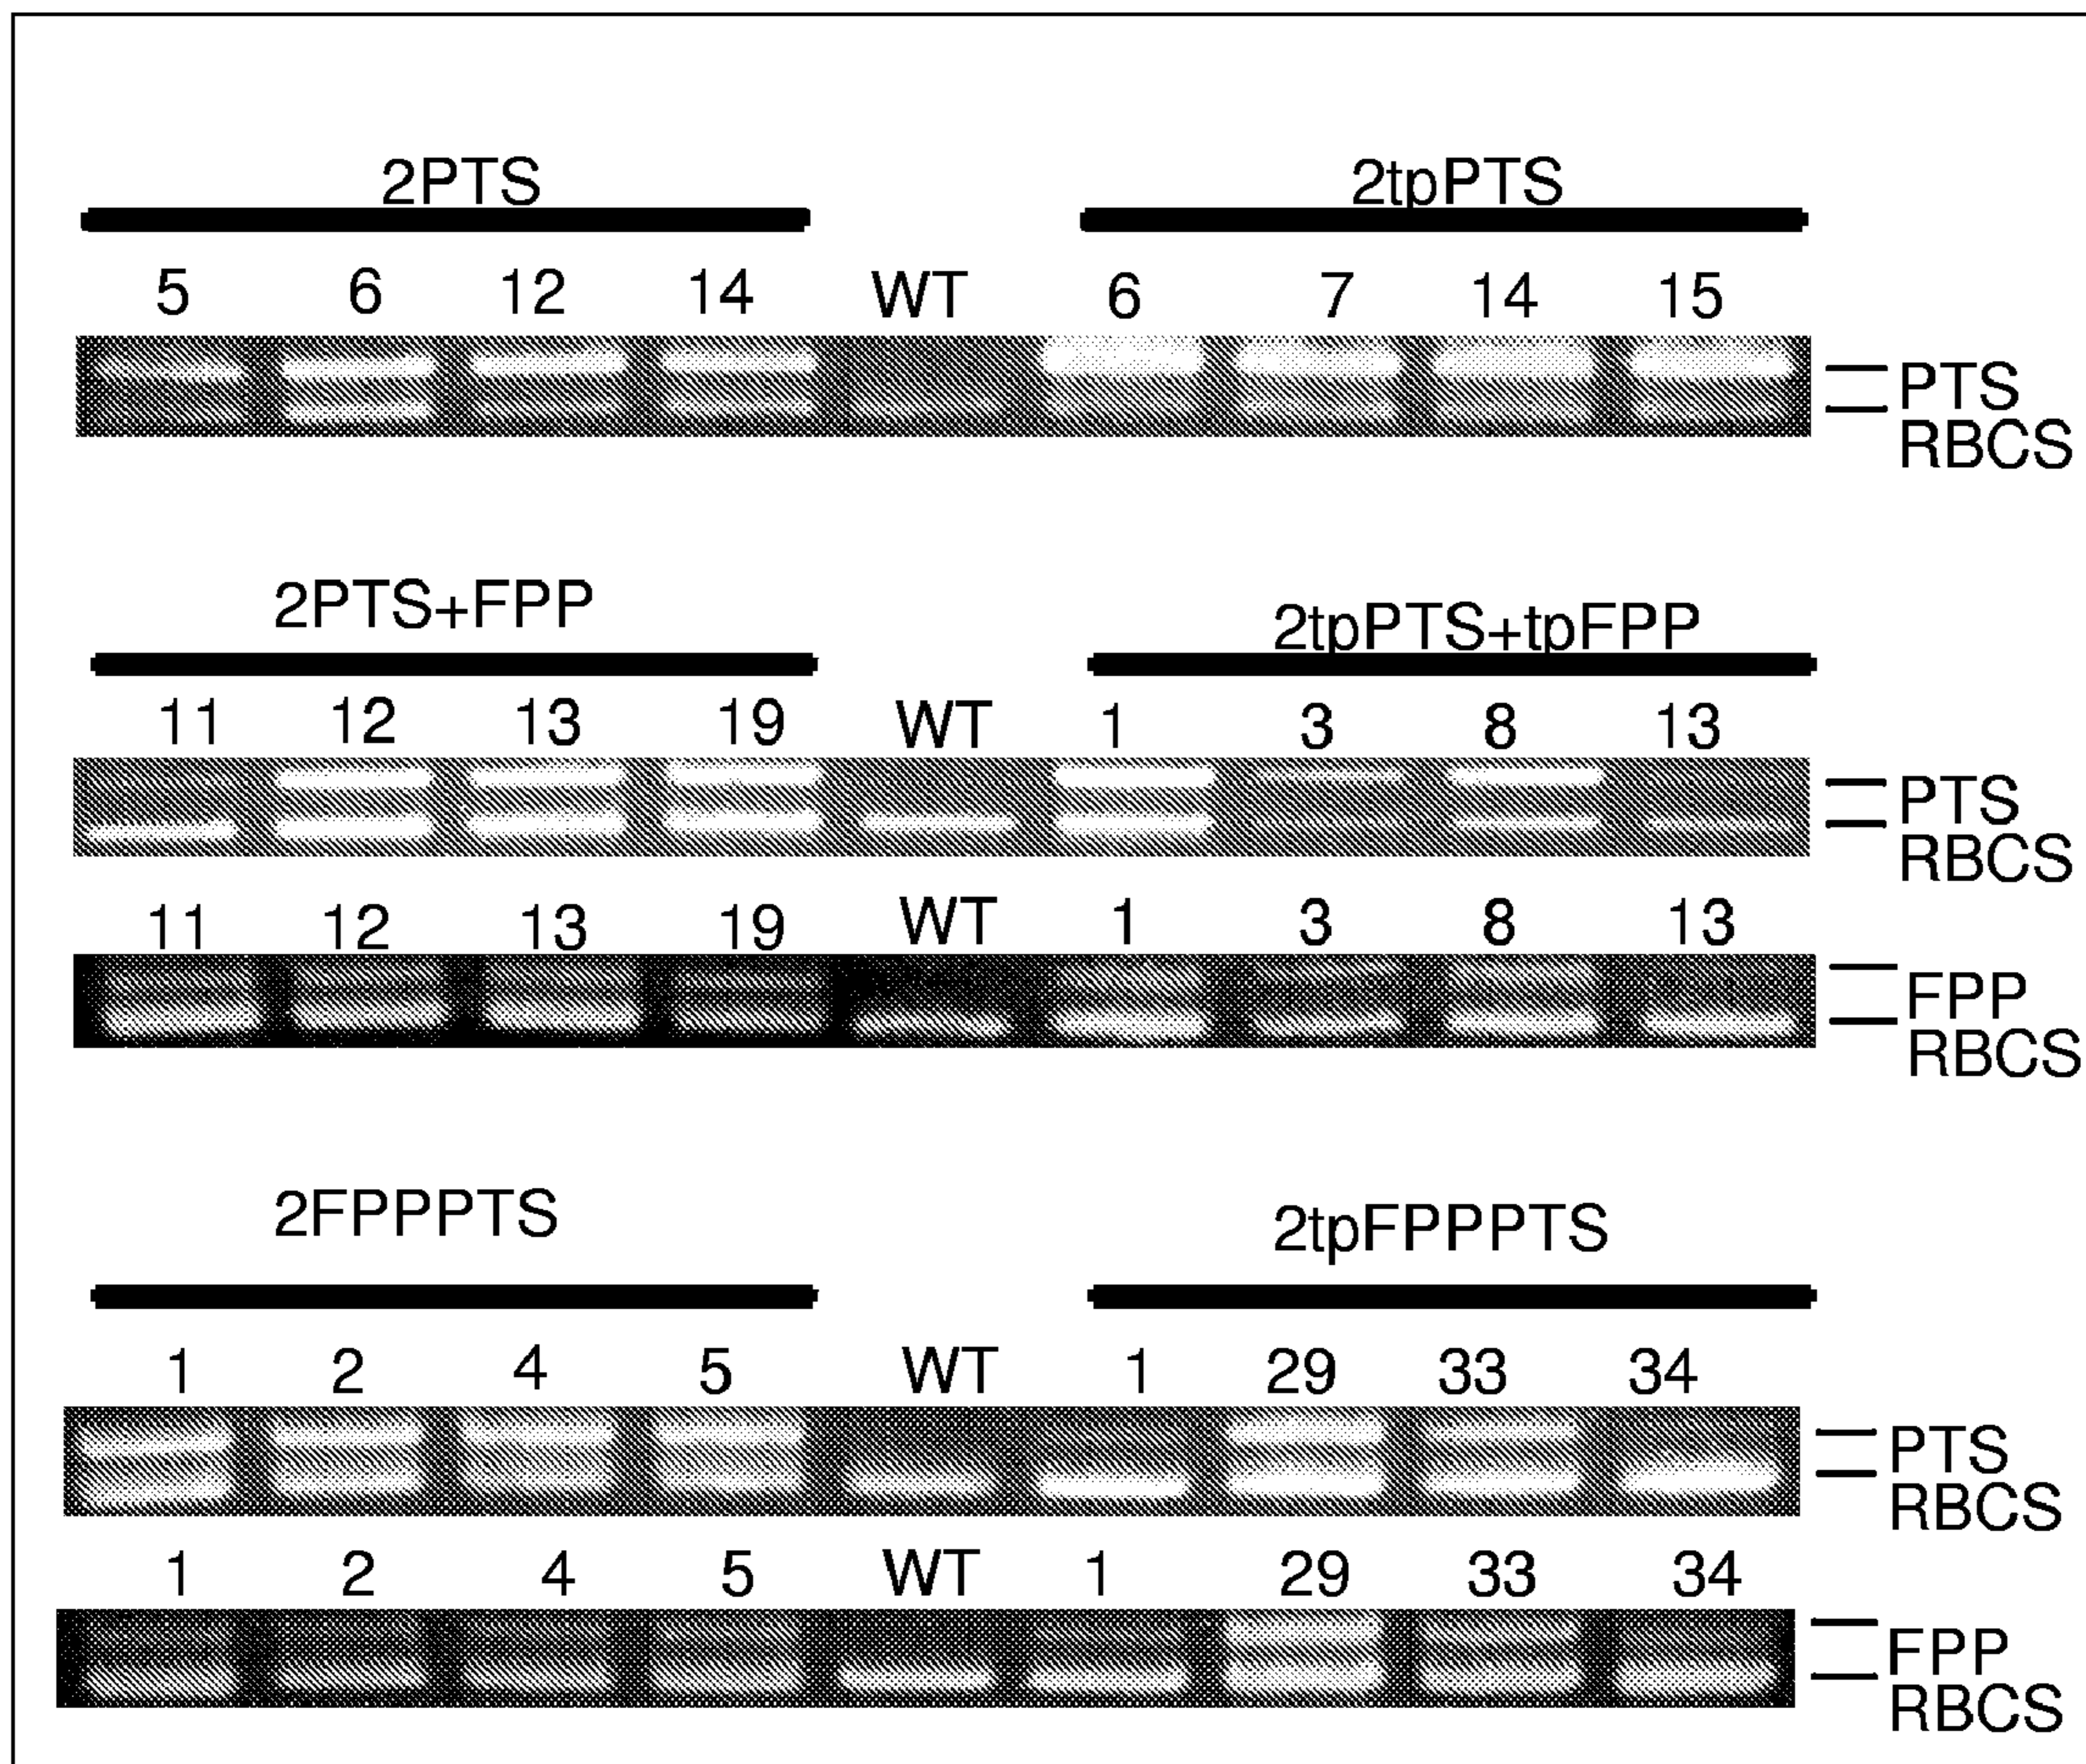 2PTS 2tpPTS
5 6 12 14 WT 6 7 14 15
PTS
RBCS
2PTS+FPP 2tpPTS+tpFPP
11 12 13 19 WT 1 3 8 13
PTS
RBCS
11 12 13 19 WT 1 3 8 13
FPP
RBCS
2FPPPTS 2tpFPPPTS
1 2 4 5 WT 1 29 33 34
PTS
RBCS
1 2 4 5 WT 1 29 33 34
FPP
RBCS